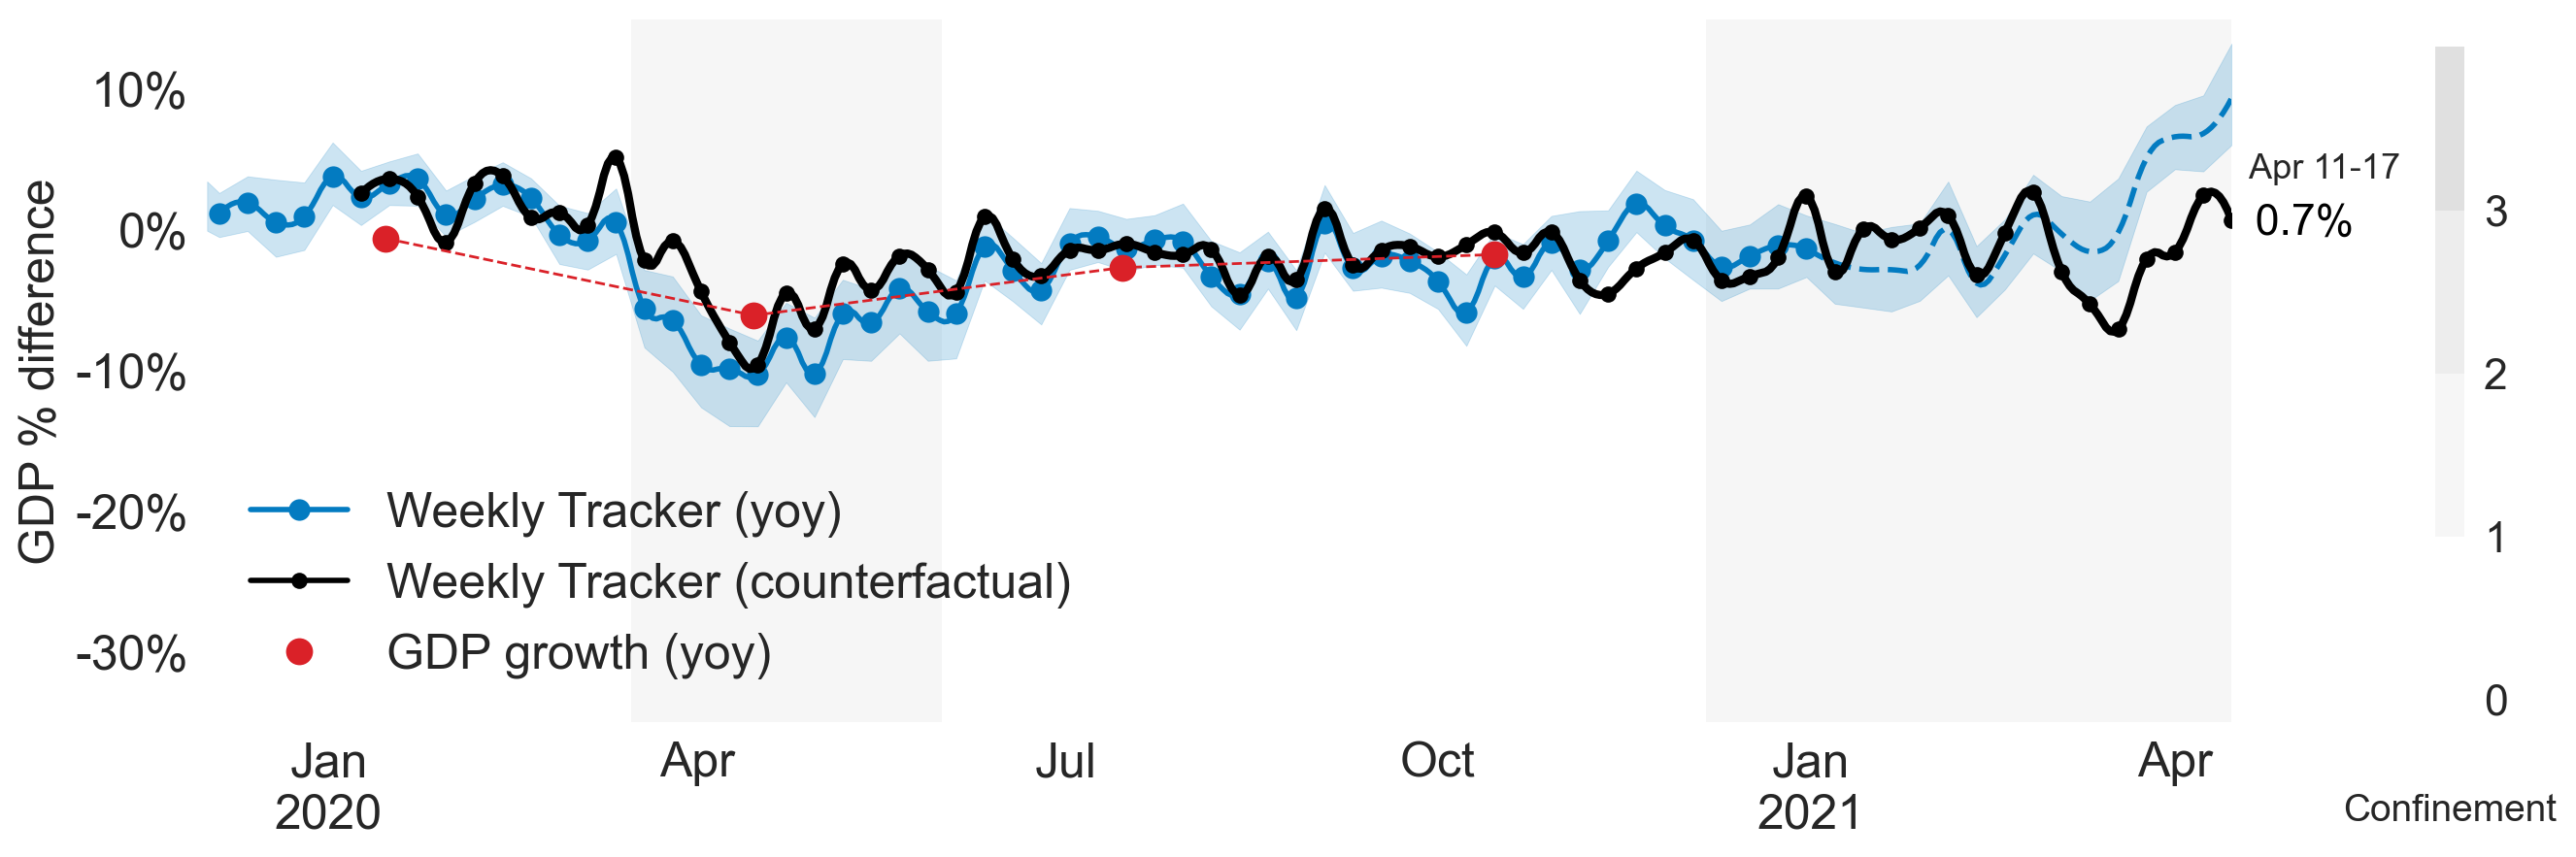 GDP % difference
10%
0%
-10%
-20%
-30%
Weekly Tracker (yoy)
Weekly Tracker (counterfactual)
GDP growth (yoy)
Jan
2020
Apr
Jul
Oct
Jan
2021
Apr
Apr 11-17
0.7%
3
2
1
0
Confinement